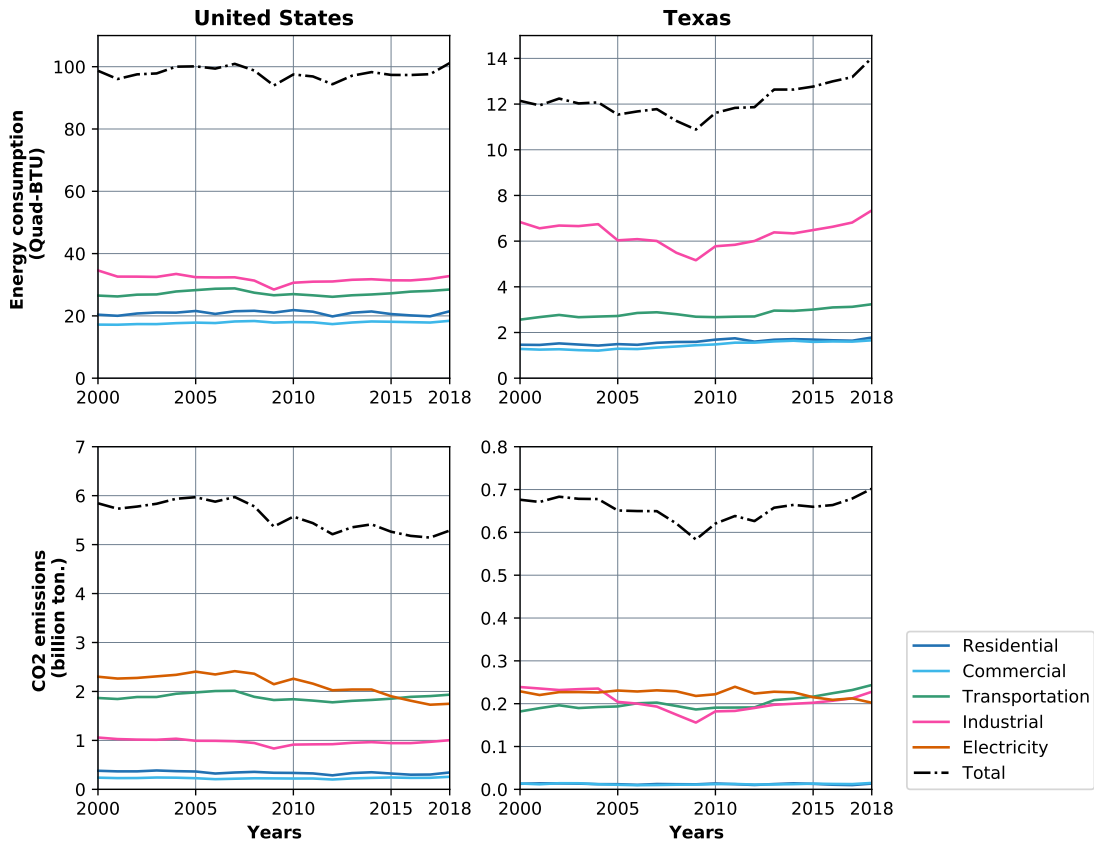 United States
Texas
Energy consumption
(Quad-BTU)
100
80
60
40
20
0
2000 2005 2010 2015 2018
14
12
10
8
6
4
2
0
2000 2005 2010 2015 2018
CO2 emissions
(billion ton.)
7
6
5
4
3
2
1
0
2000 2005 2010 2015 2018
Years
0.8
0.7
0.6
0.5
0.4
0.3
0.2
0.1
0.0
2000 2005 2010 2015 2018
Years
Residential
Commercial
Transportation
Industrial
Electricity
Total